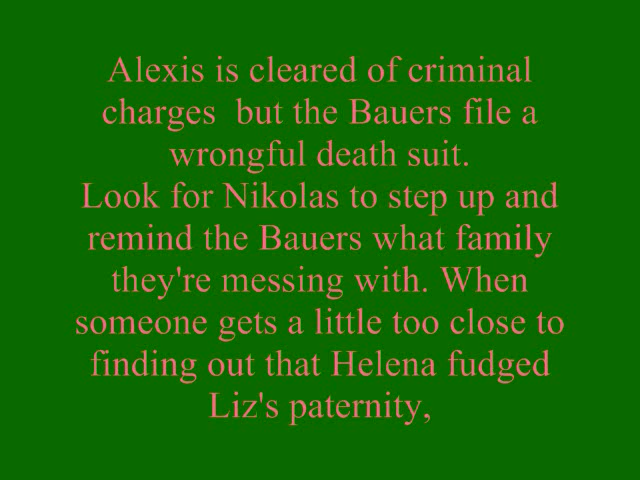 Alexis is cleared of criminal
charges  but the Bauers file a
wrongful death suit.
Look for Nikolas to step up and
remind the Bauers what family
they're messing with. When
someone gets a little too close to
finding out that Helena fudged
Liz's paternity,